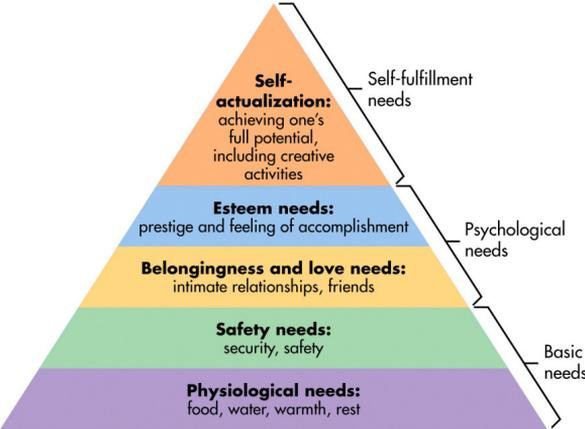 Self-
actualization:
achieving one's
full potential,
including creative
activities
Self-fulfillment
needs
Esteem needs:
prestige and feeling of accomplishment
Psychological
needs
Belongingness and love needs:
intimate relationships, friends
Safety needs:
security, safety
Basic
needs
Physiological needs:
food, water, warmth, rest